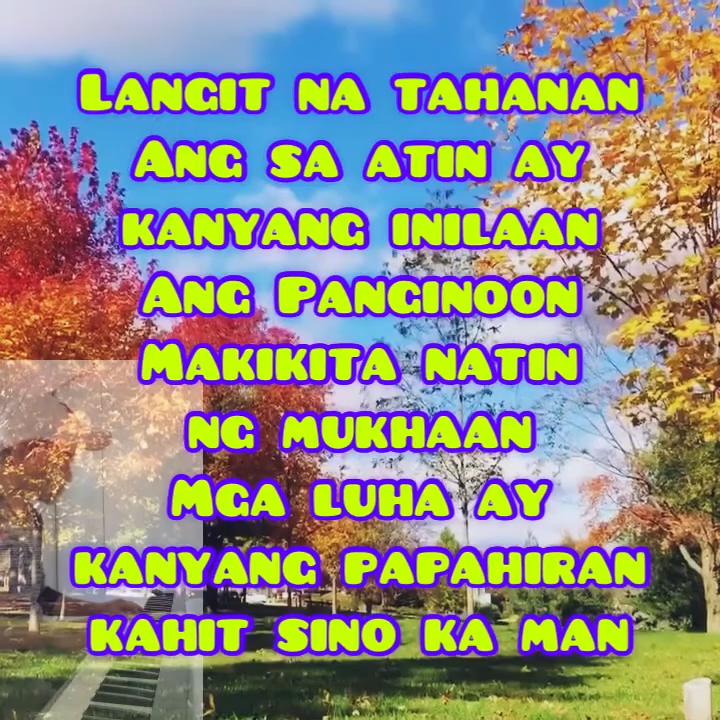 Langit na tahanan
Ang sa atin ay
kanyang inilaan
Ang Panginoon
Makikita natin
ng mukhaan
Mga luha ay
kanyang papahiran
kahit sino ka man